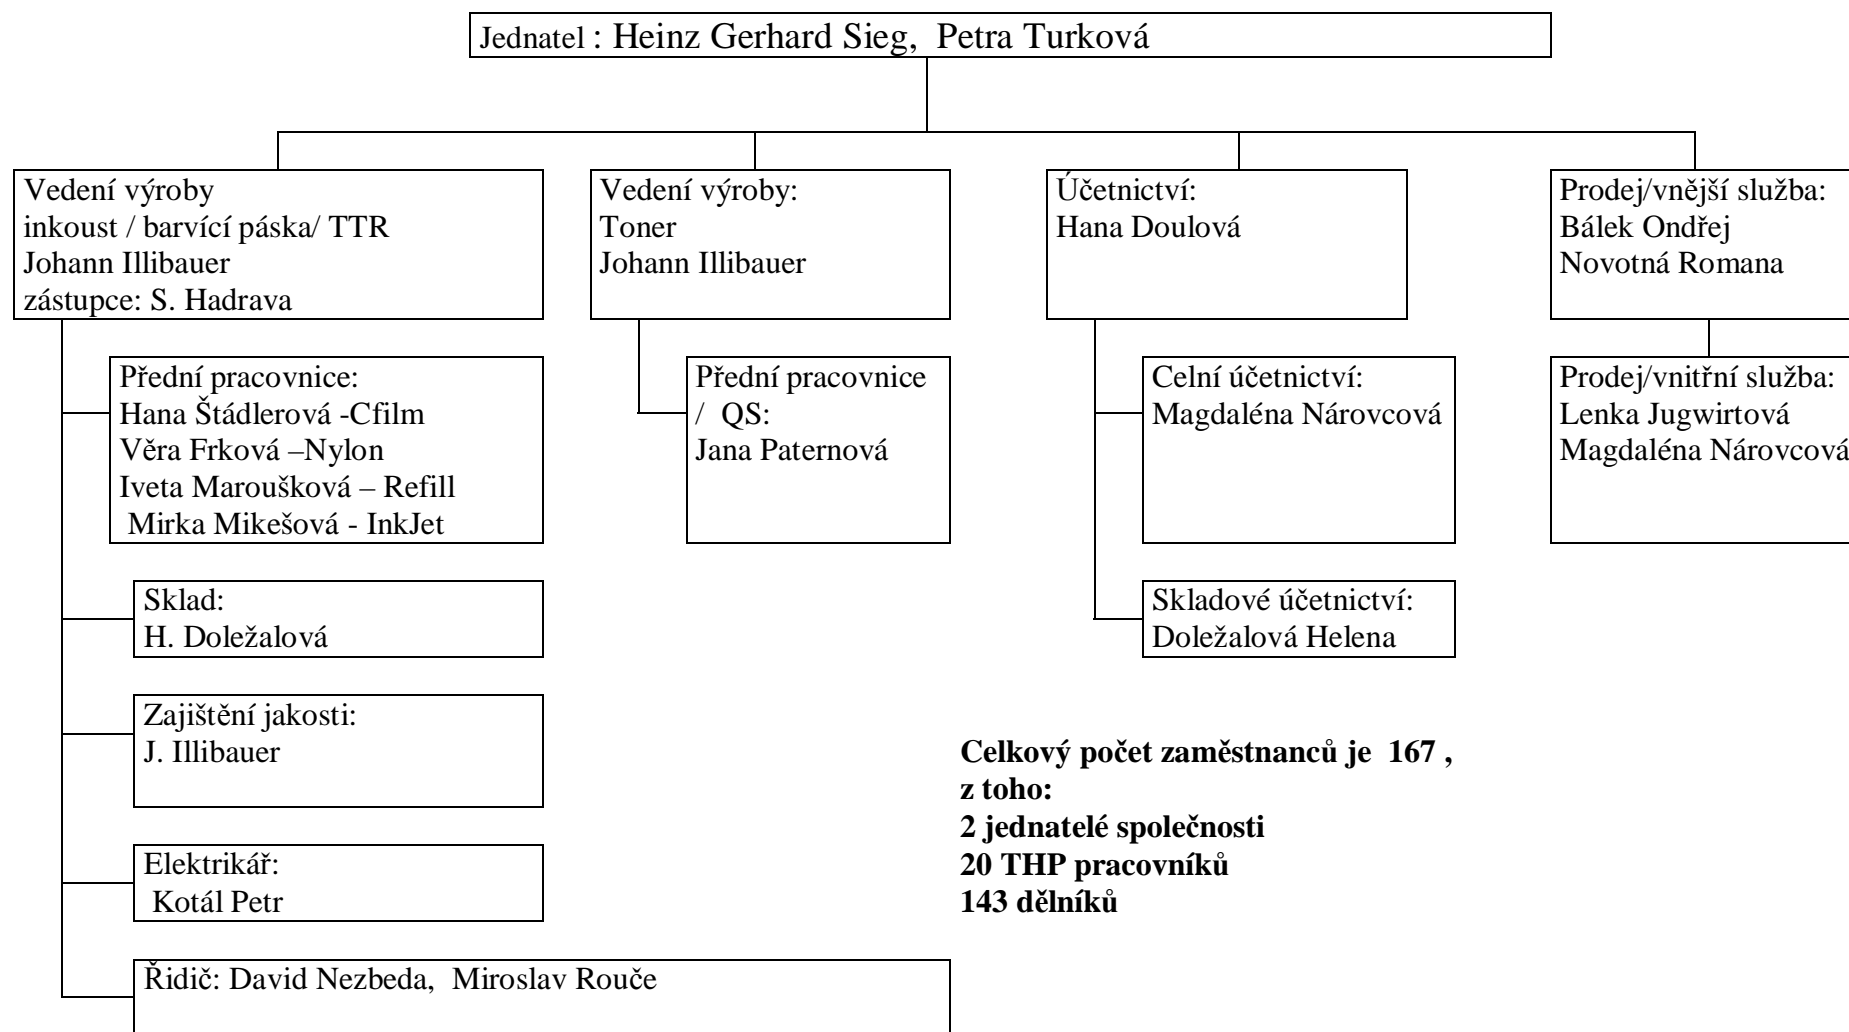 Jednatel : Heinz Gerhard Sieg, Petra Turková
Vedení výroby
inkoust / barvící páska/ TTR
Johann Illibauer
zástupce: S. Hadrava
Vedení výroby:
Toner
Johann Illibauer
Účetnictví:
Hana Doulová
Prodej/vnější služba:
Bálek Ondřej
Novotná Romana
Přední pracovnice:
Hana Štádlerová -Cfilm
Věra Frková –Nylon
Iveta Maroušková – Refill
Mirka Mikešová - InkJet
Přední pracovnice
/ QS:
Jana Paternová
Celní účetnictví:
Magdaléna Nárovcová
Prodej/vnitřní služba:
Lenka Jugwirtová
Magdaléna Nárovcová
Sklad:
H. Doležalová
Skladové účetnictví:
Doležalová Helena
Zajištění jakosti:
J. Illibauer
Celkový počet zaměstnanců je 167 ,
z toho:
2 jednatelé společnosti
20 THP pracovníků
143 dělníků
Elektrikář:
Kotál Petr
Řidič: David Nezbeda, Miroslav Rouče